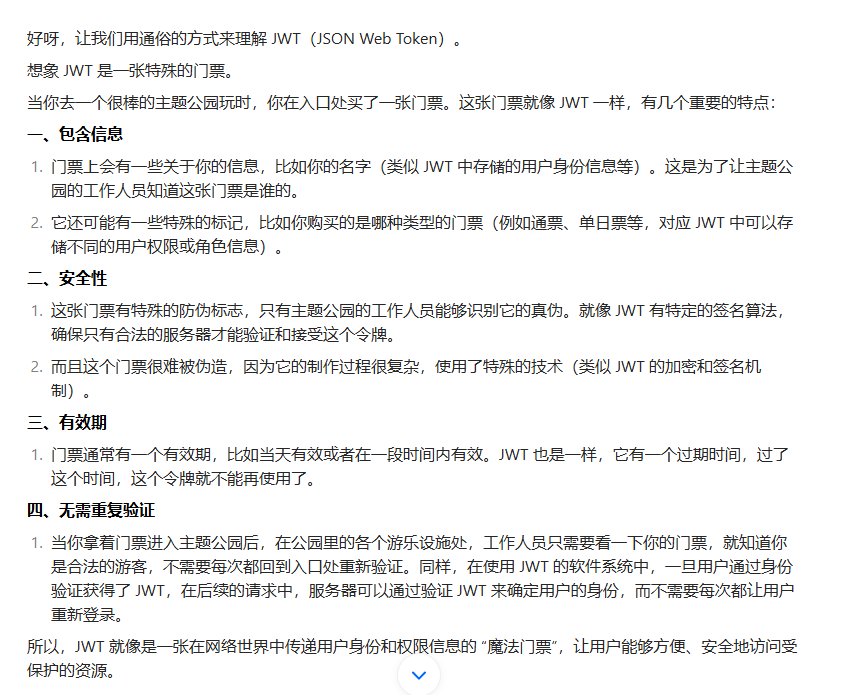 好呀，让我们用通俗的方式来理解 JWT（JSON Web Token）。
想象 JWT 是一张特殊的门票。
当你去一个很棒的主题公园玩时，你在入口处买了一张门票。这张门票就像 JWT 一样，有几个重要的特点：
一、包含信息
1. 门票上会有一些关于你的信息，比如你的名字（类似 JWT 中存储的用户身份信息等）。这是为了让主题公
园的工作人员知道这张门票是谁的。
2. 它还可能有一些特殊的标记，比如你购买的是哪种类型的门票（例如通票、单日票等，对应 JWT 中可以存
储不同的用户权限或角色信息）。
二、安全性
1. 这张门票有特殊的防伪标志，只有主题公园的工作人员能够识别它的真伪。就像 JWT 有特定的签名算法，
确保只有合法的服务器才能验证和接受这个令牌。
2. 而且这个门票很难被伪造，因为它的制作过程很复杂，使用了特殊的技术（类似 JWT 的加密和签名机
制）。
三、有效期
1. 门票通常有一个有效期，比如当天有效或者在一段时间内有效。JWT 也是一样，它有一个过期时间，过了
这个时间，这个令牌就不能再使用了。
四、无需重复验证
1. 当你拿着门票进入主题公园后，在公园里的各个游乐设施处，工作人员只需要看一下你的门票，就知道你
是合法的游客，不需要每次都回到入口处重新验证。同样，在使用 JWT 的软件系统中，一旦用户通过身份
验证获得了 JWT，在后续的请求中，服务器可以通过验证 JWT 来确定用户的身份，而不需要每次都让用户
重新登录。
所以，JWT 就像是一张在网络世界中传递用户身份和权限信息的 “魔法门票”，让用户能够方便、安全地访问受
保护的资源。